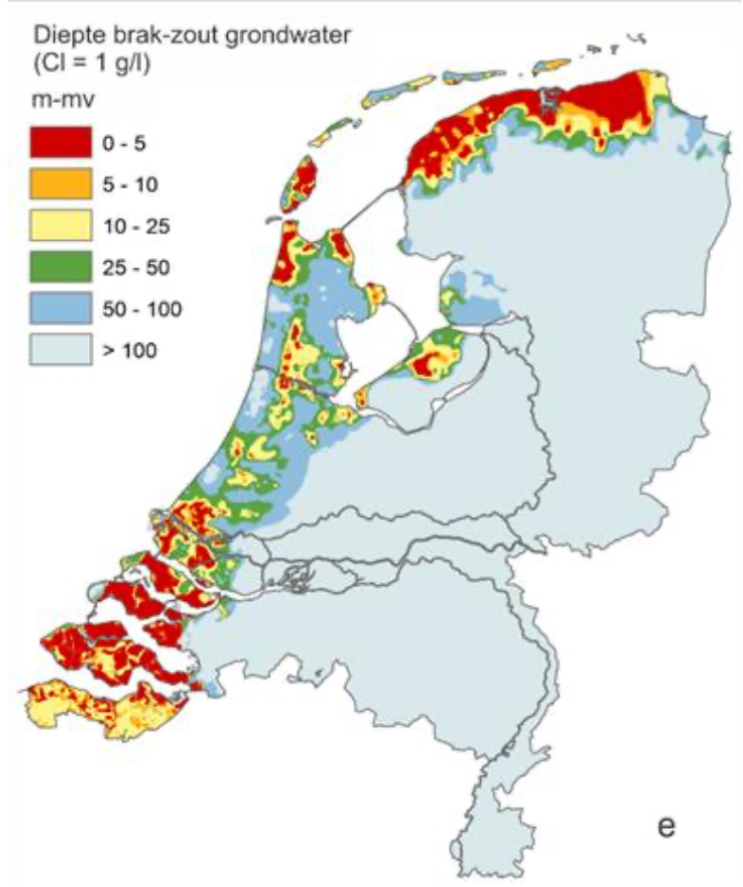 Diepte brak-zout grondwater
(Cl = 1 g/l)
m-mv
0 - 5
5 - 10
10 - 25
25 - 50
50 - 100
> 100
e